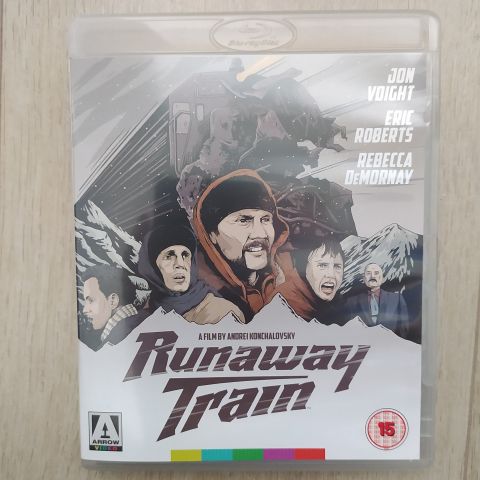 Blu-ray Disc
JON
VOIGHT
ERIC
ROBERTS
REBECCA
DeMORNAY
A FILM BY ANDREI KONCHALOVSKY
Runaway
Train
ARROW
VIDEO
15